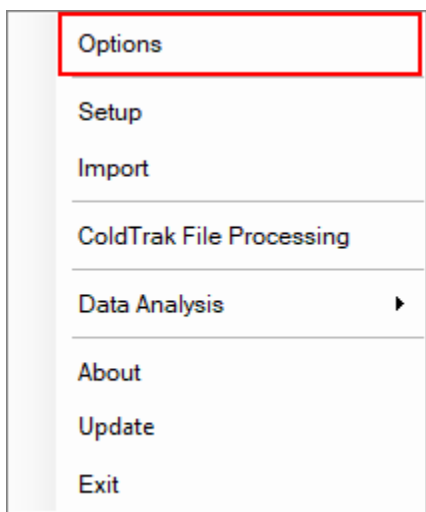 Options
Setup
Import
ColdTrak File Processing
Data Analysis
About
Update
Exit